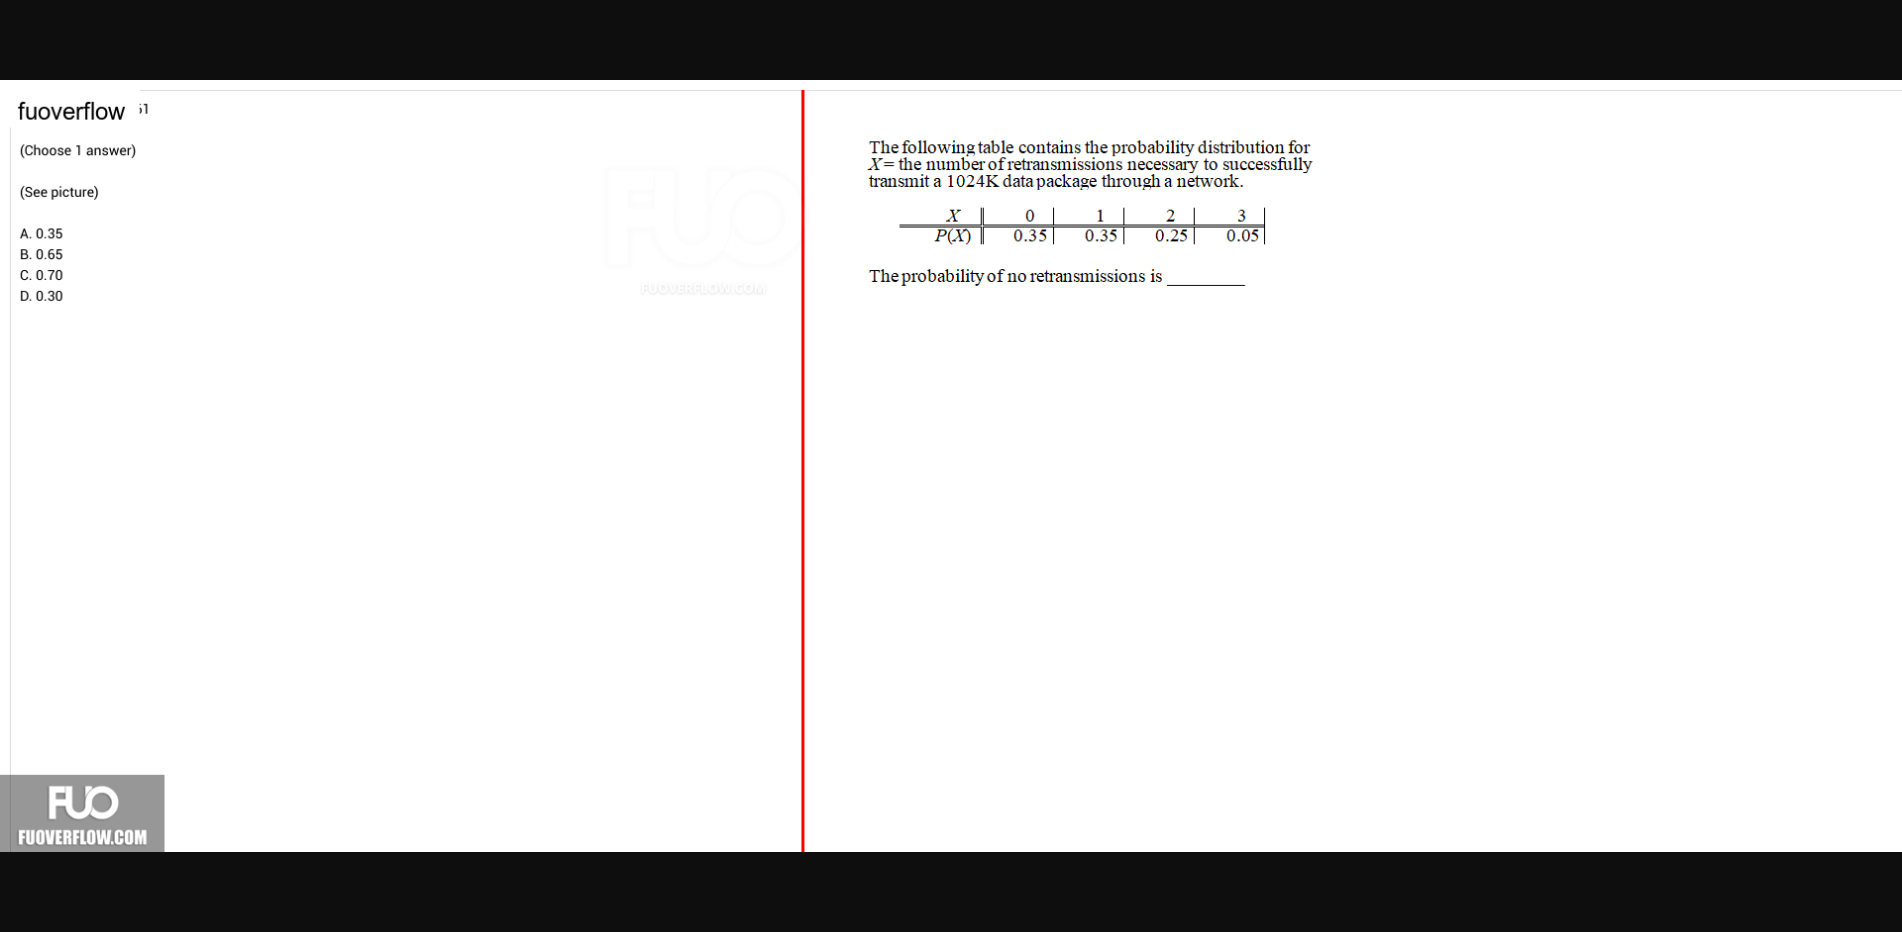 fuoverflow
(Choose 1 answer)
(See picture)
A. 0.35
B. 0.65
C. 0.70
D. 0.30
FUO
FUOVERFLOW.COM
The following table contains the probability distribution for
X= the number of retransmissions necessary to successfully
transmit a 1024K data package through a network.
X 0 1 2 3
P(X) 0.35 0.35 0.25 0.05
The probability of no retransmissions is ________
FUO
FUOVERFLOW.COM